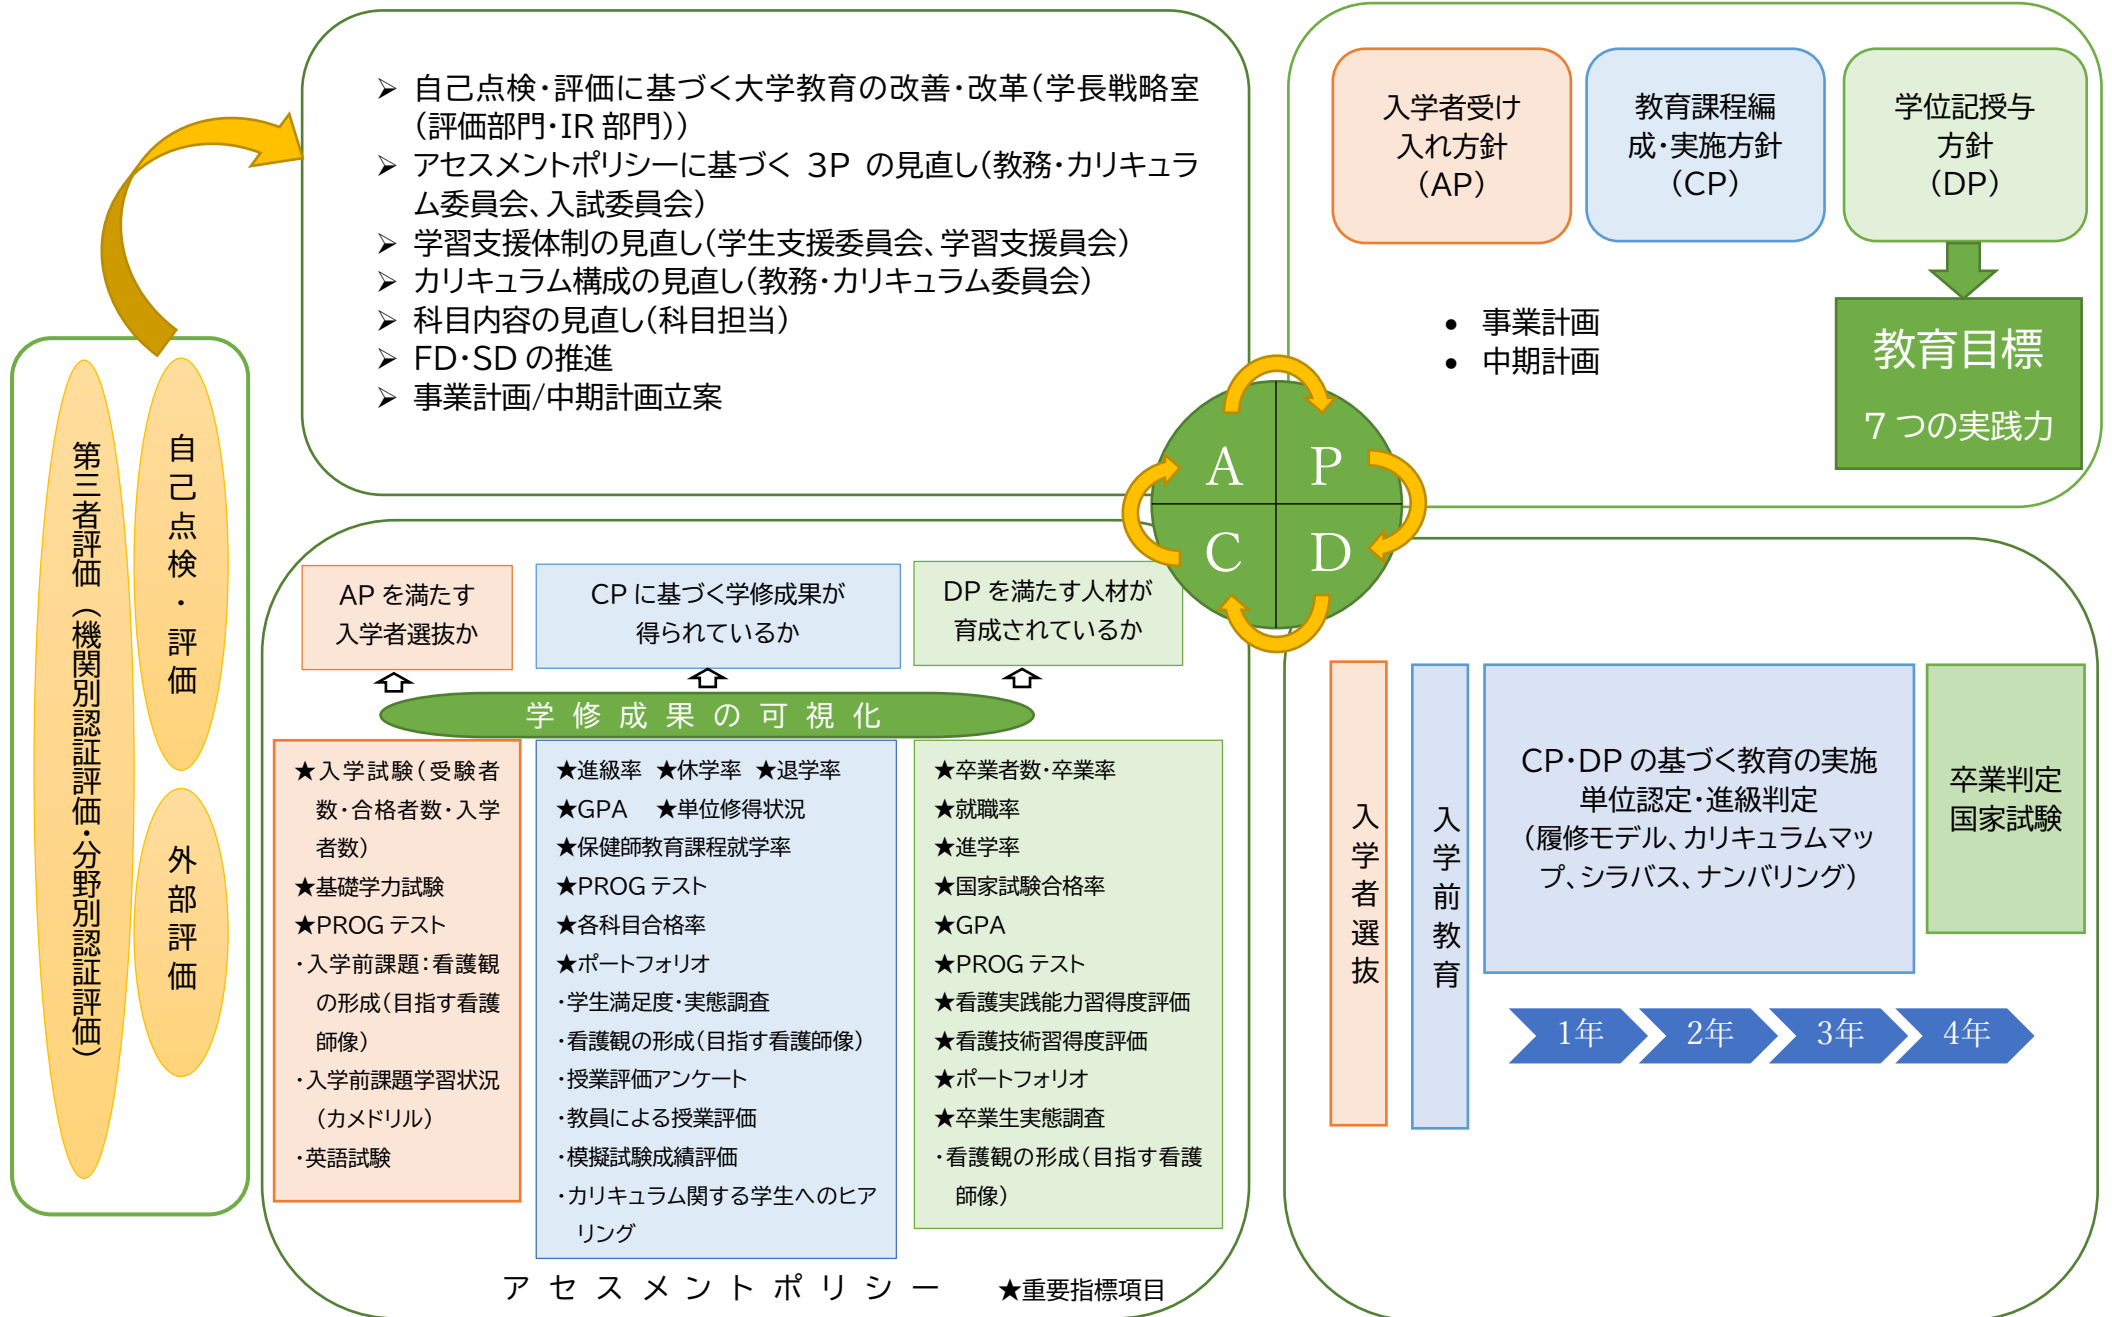 ➢ 自己点検・評価に基づく大学教育の改善・改革（学長戦略室
（評価部門・IR 部門））
➢ アセスメントポリシーに基づく 3P の見直し（教務・カリキュラ
ム委員会、入試委員会）
➢ 学習支援体制の見直し（学生支援委員会、学習支援員会）
➢ カリキュラム構成の見直し（教務・カリキュラム委員会）
➢ 科目内容の見直し（科目担当）
➢ FD・SD の推進
➢ 事業計画/中期計画立案
入学者受け
入れ方針
（AP）
教育課程編
成・実施方針
（CP）
学位記授与
方針
（DP）
• 事業計画
• 中期計画
教育目標
7 つの実践力
A
P
C
D
第三者評価（機関別認証評価・分野別認証評価）
自己点検・評価
外部評価
AP を満たす
入学者選抜か
CP に基づく学修成果が
得られているか
DP を満たす人材が
育成されているか
学修成果の可視化
★入学試験（受験者
数・合格者数・入学
者数）
★基礎学力試験
★PROG テスト
・入学前課題：看護観
の形成（目指す看護
師像）
・入学前課題学習状況
（カメドリル）
・英語試験
★進級率 ★休学率 ★退学率
★GPA ★単位修得状況
★保健師教育課程就学率
★PROG テスト
★各科目合格率
★ポートフォリオ
・学生満足度・実態調査
・看護観の形成（目指す看護師像）
・授業評価アンケート
・教員による授業評価
・模擬試験成績評価
・カリキュラム関する学生へのヒア
リング
★卒業者数・卒業率
★就職率
★進学率
★国家試験合格率
★GPA
★PROG テスト
★看護実践能力習得度評価
★看護技術習得度評価
★ポートフォリオ
★卒業生実態調査
・看護観の形成（目指す看護
師像）
アセスメントポリシー ★重要指標項目
入学者選抜
入学前教育
CP・DP の基づく教育の実施
単位認定・進級判定
（履修モデル、カリキュラムマッ
プ、シラバス、ナンバリング）
卒業判定
国家試験
1年 2年 3年 4年